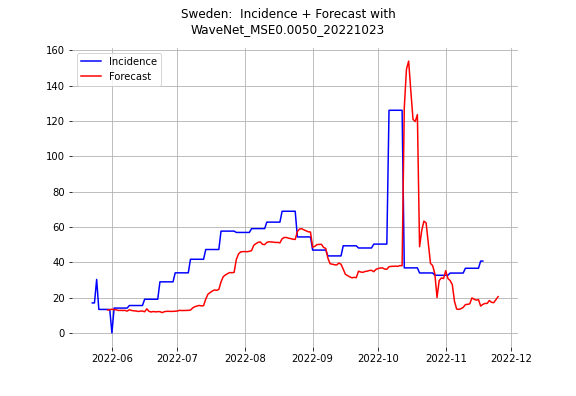 Sweden:  Incidence + Forecast with
WaveNet_MSE0.0050_20221023
Incidence
Forecast
160
140
120
100
80
60
40
20
0
2022-06 2022-07 2022-08 2022-09 2022-10 2022-11 2022-12